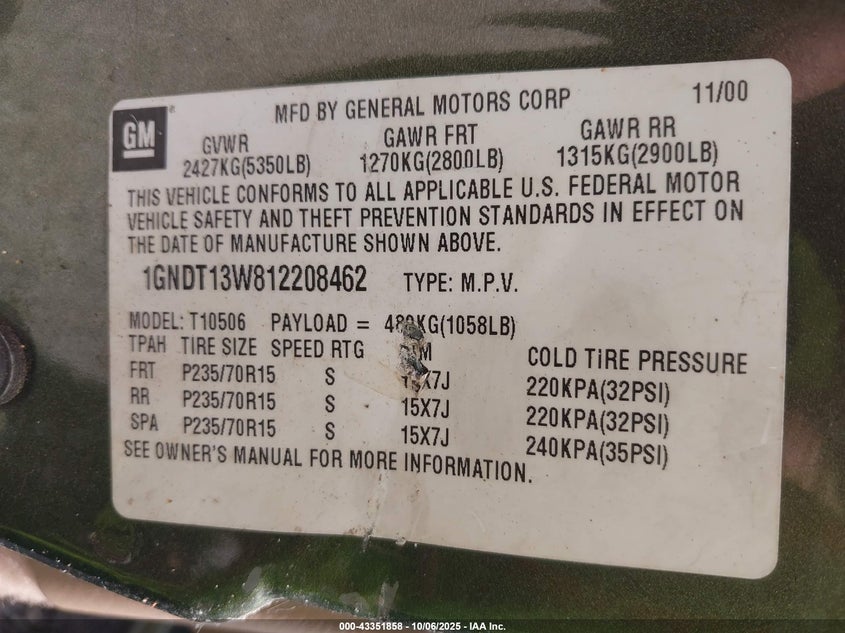 MFD BY GENERAL MOTORS CORP 11/00
GM ®
GVWR GAWR FRT GAWR RR
2427KG(5350LB) 1270KG(2800LB) 1315KG(2900LB)
THIS VEHICLE CONFORMS TO ALL APPLICABLE U.S. FEDERAL MOTOR
VEHICLE SAFETY AND THEFT PREVENTION STANDARDS IN EFFECT ON
THE DATE OF MANUFACTURE SHOWN ABOVE.
1GNDT13W812208462 TYPE: M.P.V.
MODEL: T10506 PAYLOAD = (1058LB)
TPAH TIRE SIZE SPEED RTG COLD TIRE PRESSURE
FRT P235/70R15 S 220KPA(32PSI)
RR P235/70R15 S 15X7J 220KPA(32PSI)
SPA P235/70R15 S 15X7J 240KPA(35PSI)
SEE OWNER'S MANUAL FOR MORE INFORMATION.
000-43351858 - 10/06/2025 - IAA Inc.